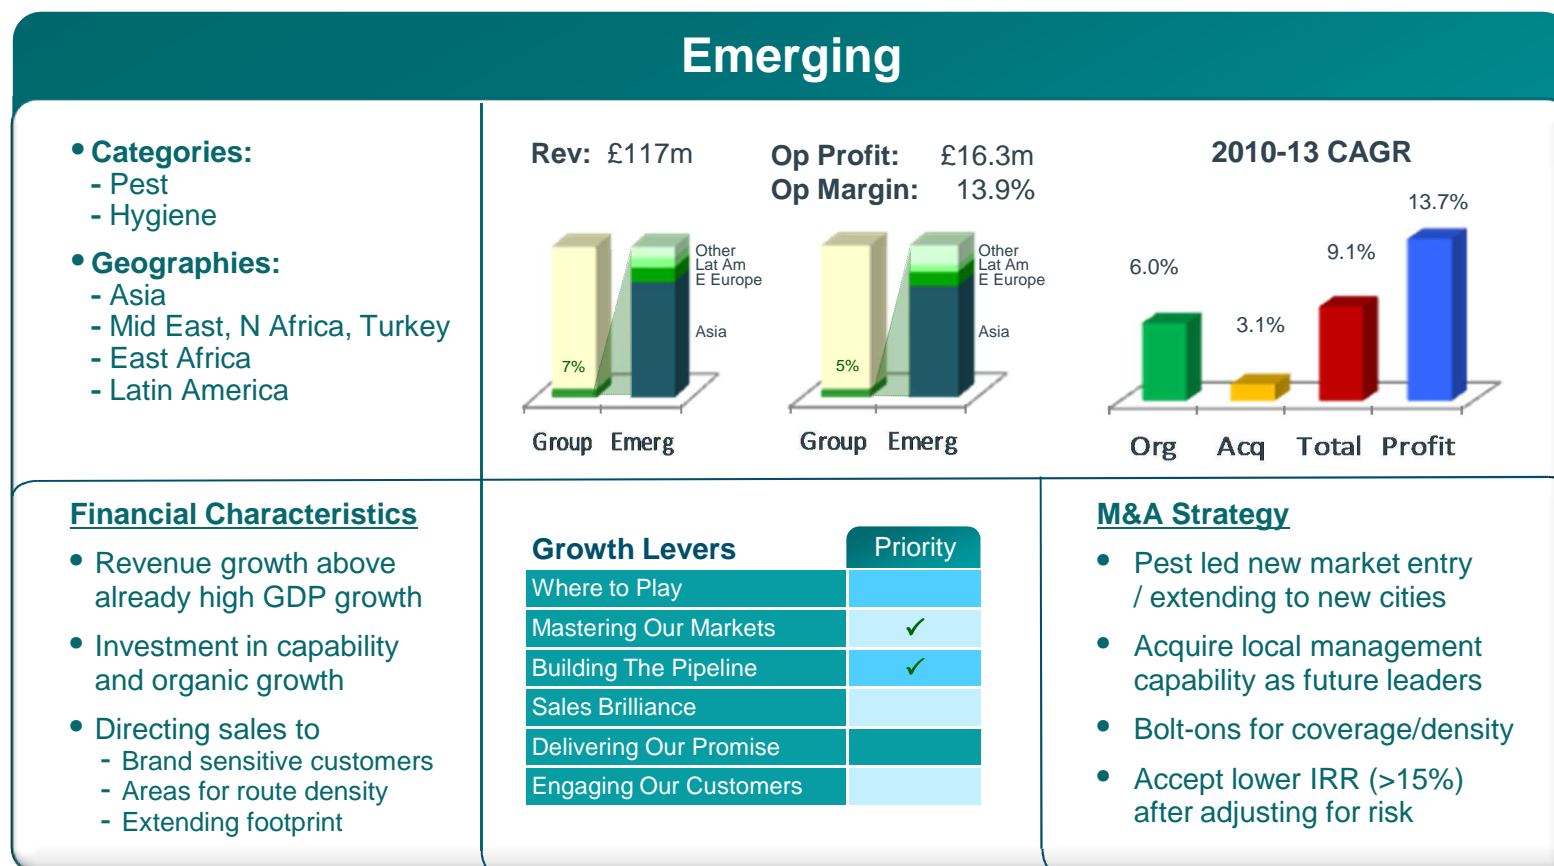 Emerging
• Categories:
- Pest
- Hygiene
• Geographies:
- Asia
- Mid East, N Africa, Turkey
- East Africa
- Latin America
Rev: £117m
Other
Lat Am
E Europe
Asia
7%
Group Emerg
Op Profit: £16.3m
Op Margin: 13.9%
Other
Lat Am
E Europe
Asia
5%
Group Emerg
2010-13 CAGR
13.7%
9.1%
6.0%
3.1%
Org Acq Total Profit
Financial Characteristics
• Revenue growth above
already high GDP growth
• Investment in capability
and organic growth
• Directing sales to
- Brand sensitive customers
- Areas for route density
- Extending footprint
Growth Levers Priority
Where to Play
Mastering Our Markets ✓
Building The Pipeline ✓
Sales Brilliance
Delivering Our Promise
Engaging Our Customers
M&A Strategy
• Pest led new market entry
/ extending to new cities
• Acquire local management
capability as future leaders
• Bolt-ons for coverage/density
• Accept lower IRR (>15%)
after adjusting for risk